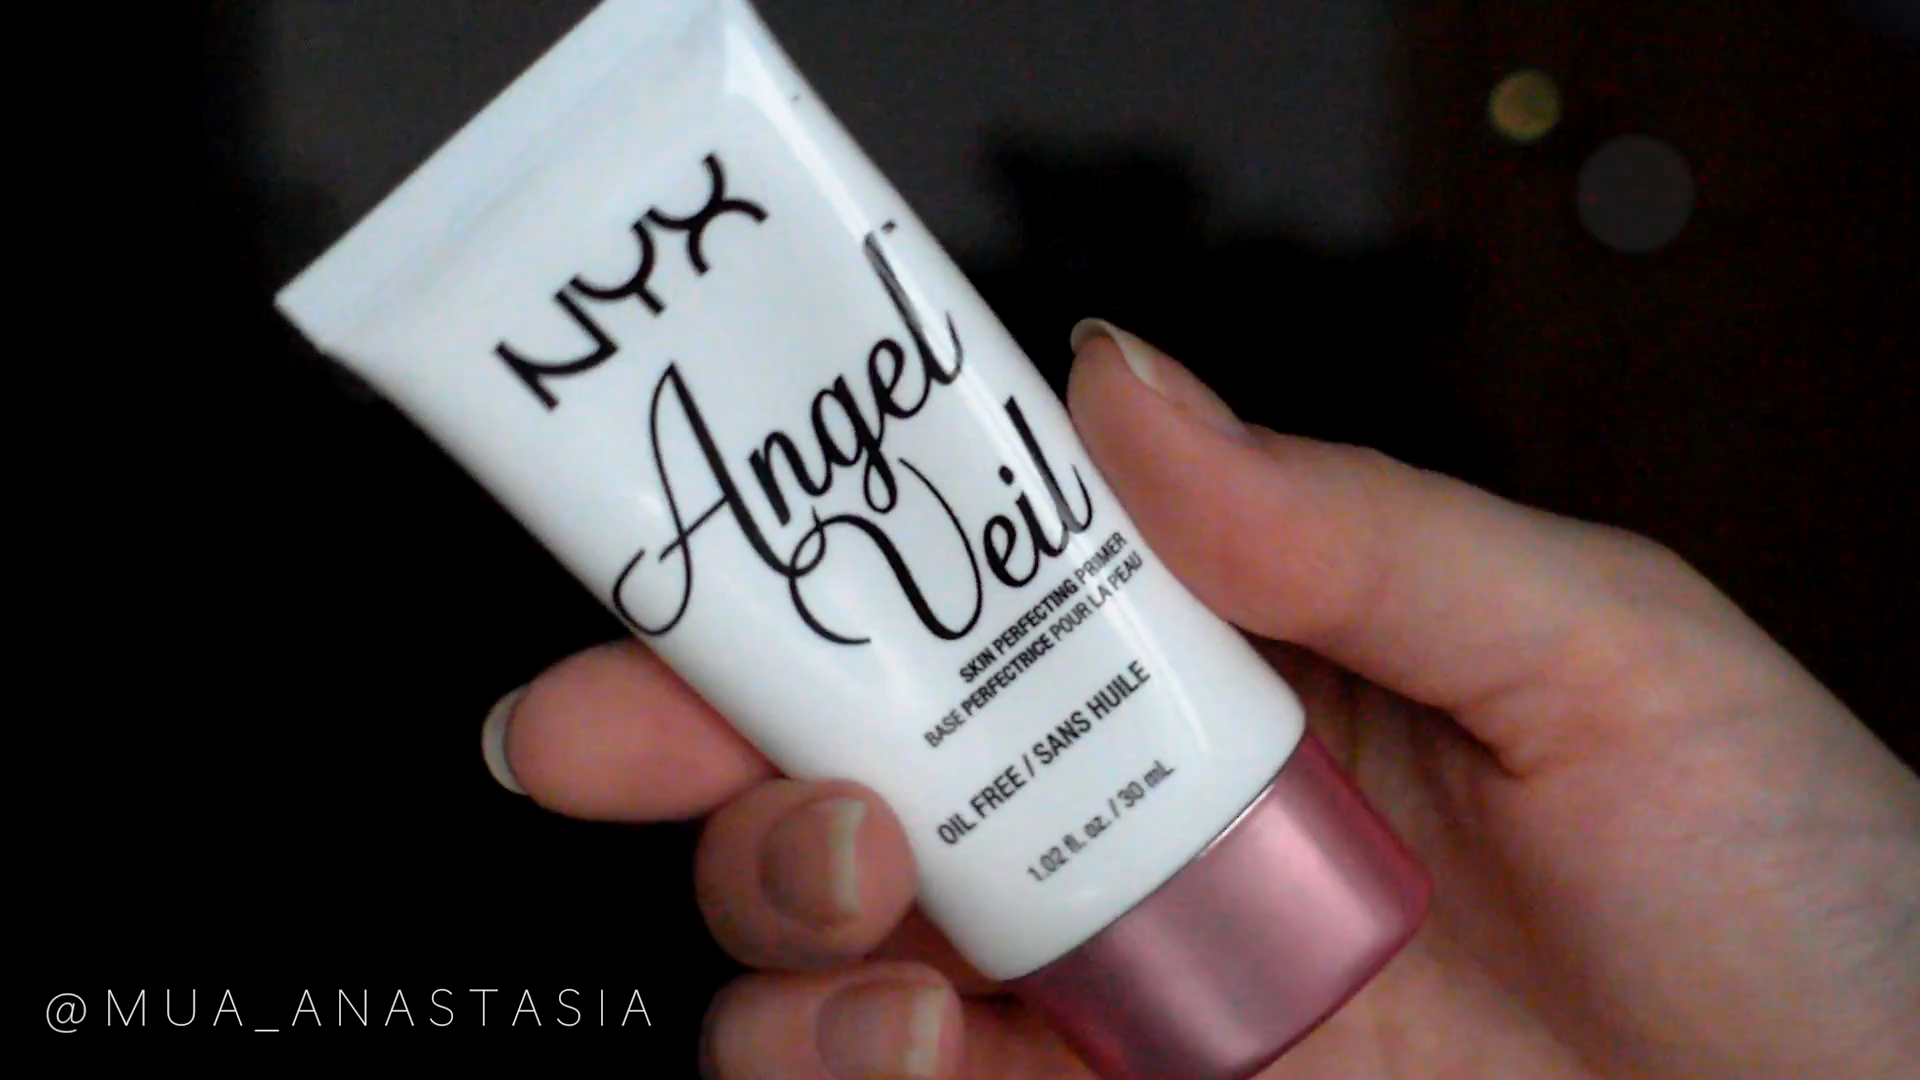 NYX
Angel
Veil
SKIN PERFECTING PRIMER
BASE PERFECTRICE POUR LA PEAU
OIL FREE / SANS HUILE
1.02 fl. oz. / 30 mL
@MUA_ANASTASIA